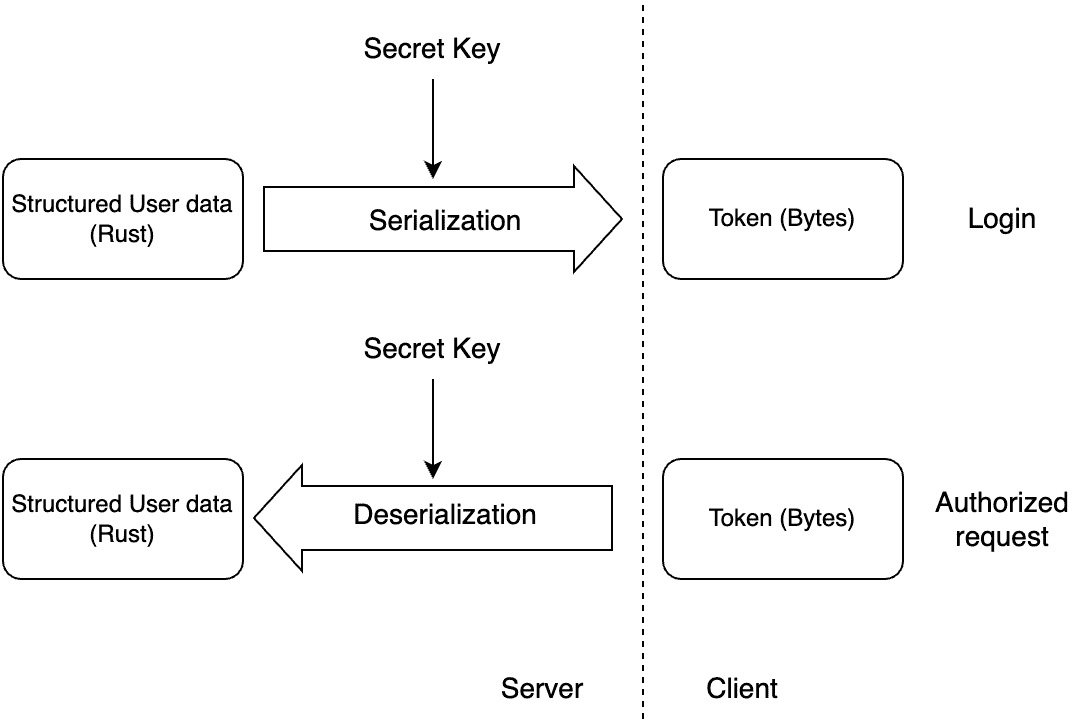 Secret Key
Structured User data
(Rust)
Serialization
Token (Bytes)
Login
Secret Key
Structured User data
(Rust)
Deserialization
Token (Bytes)
Authorized
request
Server
Client